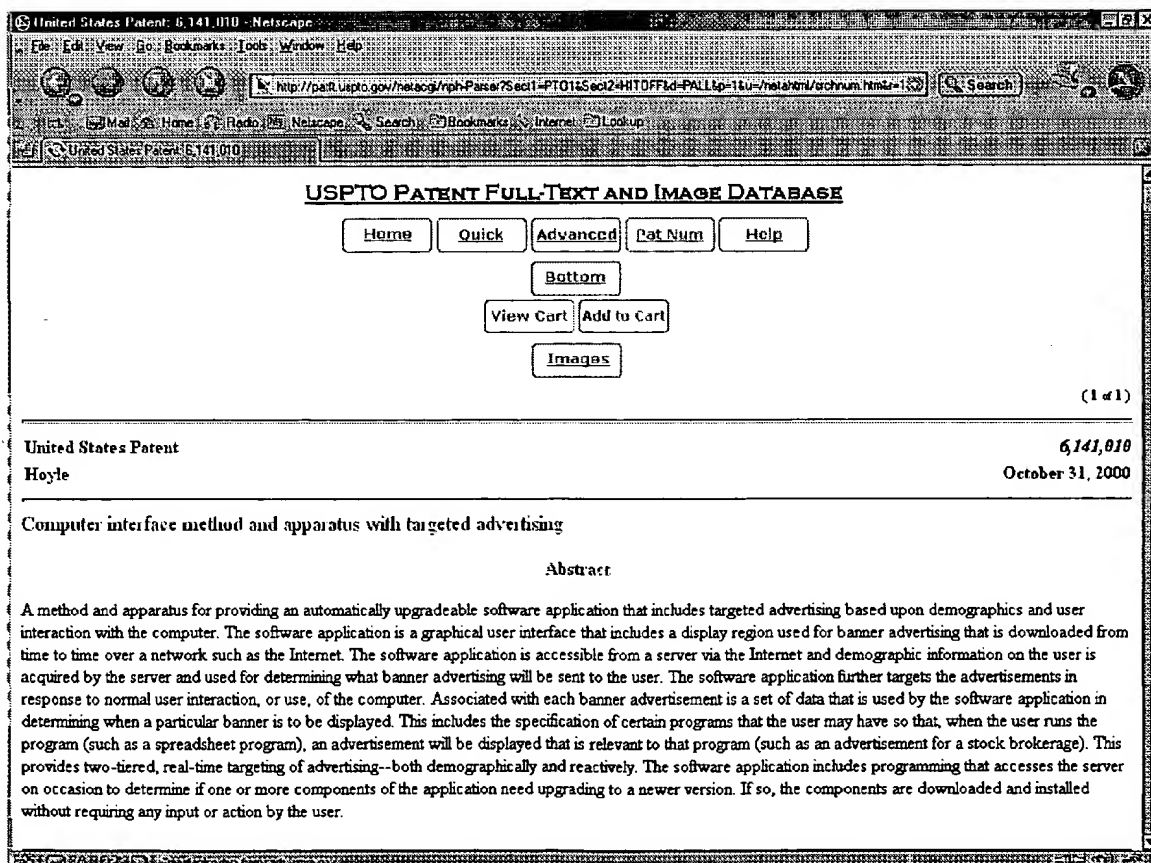 United States Patent: 6,141,010 - Netscape
File Edit View Go Bookmarks Tools Window Help
Search
Mail Home Radio Netscape Search Bookmarks Internet Lookup
United States Patent: 6,141,010
USPTO PATENT FULL-TEXT AND IMAGE DATABASE
Home Quick Advanced Pat Num Help
Bottom
View Cart Add to Cart
Images
(1 of 1)
United States Patent 6,141,010
Hoyle October 31, 2000
Computer interface method and apparatus with targeted advertising
Abstract
A method and apparatus for providing an automatically upgradeable software application that includes targeted advertising based upon demographics and user
interaction with the computer. The software application is a graphical user interface that includes a display region used for banner advertising that is downloaded from
time to time over a network such as the Internet. The software application is accessible from a server via the Internet and demographic information on the user is
acquired by the server and used for determining what banner advertising will be sent to the user. The software application further targets the advertisements in
response to normal user interaction, or use, of the computer. Associated with each banner advertisement is a set of data that is used by the software application in
determining when a particular banner is to be displayed. This includes the specification of certain programs that the user may have so that, when the user runs the
program (such as a spreadsheet program), an advertisement will be displayed that is relevant to that program (such as an advertisement for a stock brokerage). This
provides two-tiered, real-time targeting of advertising--both demographically and reactively. The software application includes programming that accesses the server
on occasion to determine if one or more components of the application need upgrading to a newer version. If so, the components are downloaded and installed
without requiring any input or action by the user.